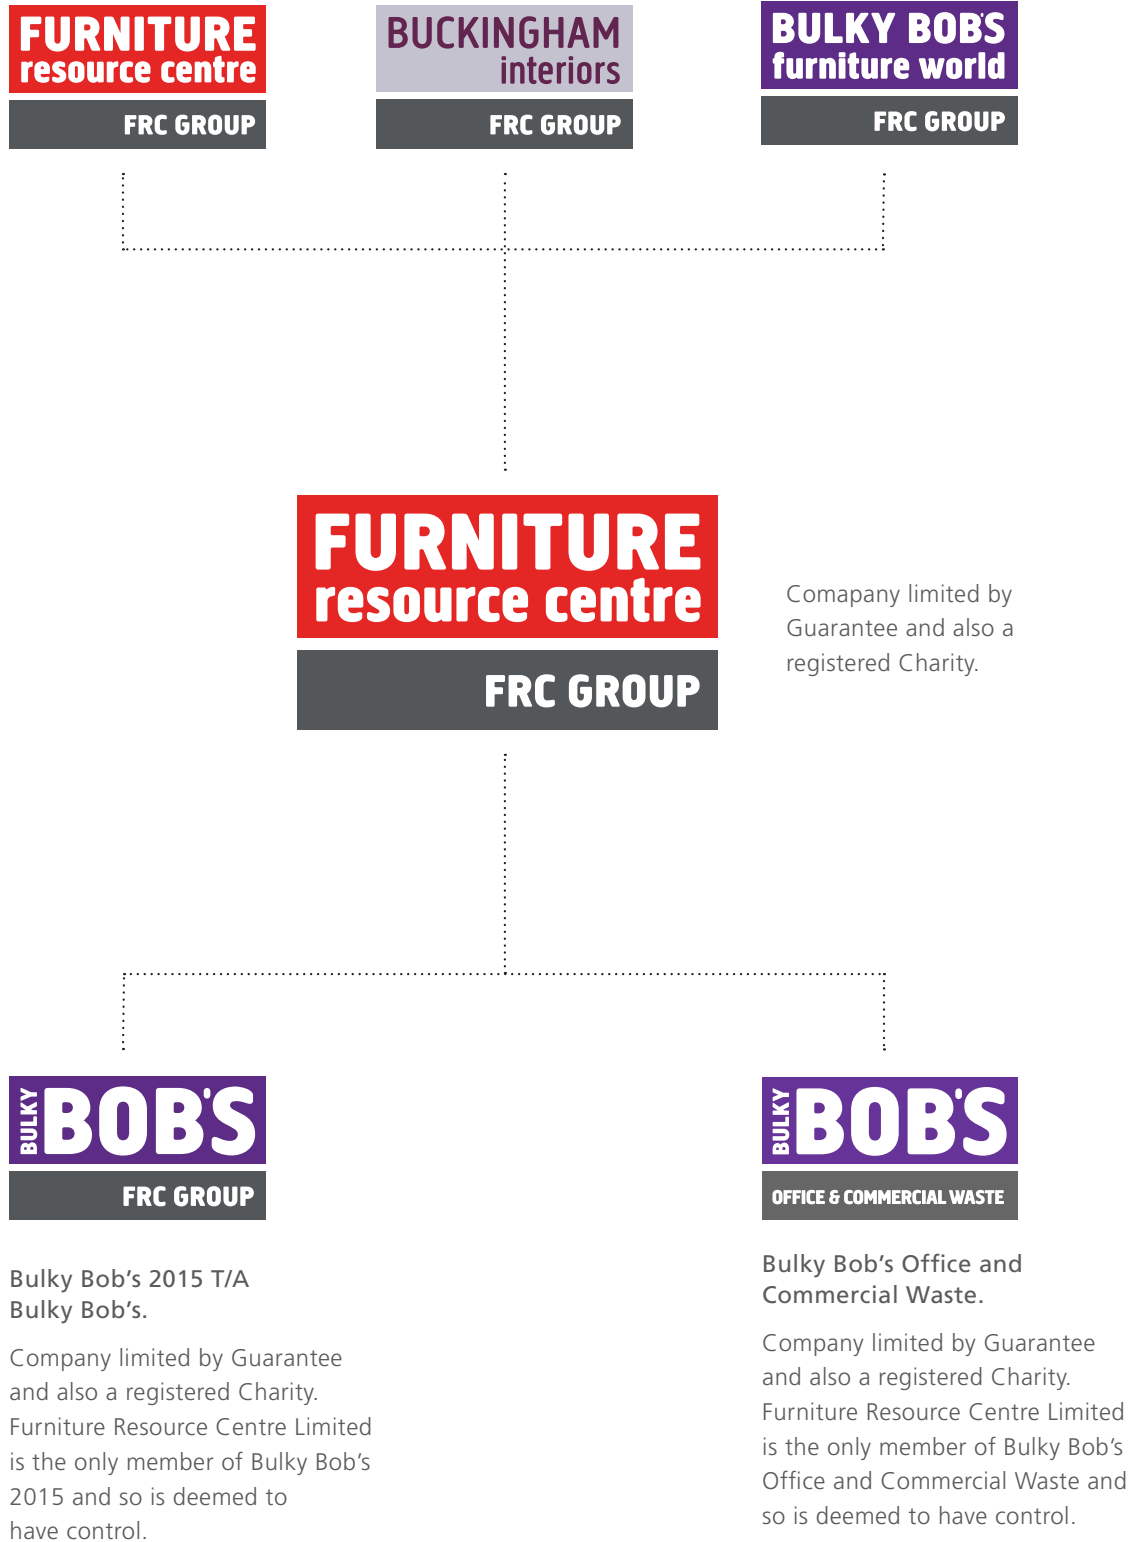 FURNITURE
resource centre
FRC GROUP
BUCKINGHAM
interiors
FRC GROUP
BULKY BOB'S
furniture world
FRC GROUP
FURNITURE
resource centre
FRC GROUP
Comapany limited by
Guarantee and also a
registered Charity.
BULKY
BOB'S
FRC GROUP
Bulky Bob’s 2015 T/A
Bulky Bob’s.
Company limited by Guarantee
and also a registered Charity.
Furniture Resource Centre Limited
is the only member of Bulky Bob’s
2015 and so is deemed to
have control.
BULKY
BOB'S
OFFICE & COMMERCIAL WASTE
Bulky Bob’s Office and
Commercial Waste.
Company limited by Guarantee
and also a registered Charity.
Furniture Resource Centre Limited
is the only member of Bulky Bob’s
Office and Commercial Waste and
so is deemed to have control.